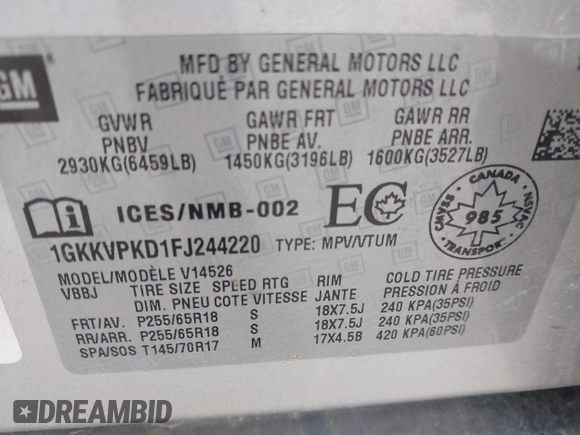 GM
MFD BY GENERAL MOTORS LLC
FABRIQUÉ PAR GENERAL MOTORS LLC
GVWR GAWR FRT GAWR RR
PNBV PNBE AV. PNBE ARR.
2930KG(6459LB) 1450KG(3196LB) 1600KG(3527LB)
i ICES/NMB-002 EC
CANADA
CMVSS 985 NSVAC
TRANSPORT
1GKKVPKD1FJ244220 TYPE: MPV/VTUM
MODEL/MODÈLE V14526
VBBJ TIRE SIZE SPEED RTG RIM COLD TIRE PRESSURE
DIM. PNEU COTE VITESSE JANTE PRESSION À FROID
FRT/AV. P255/65R18 S 18X7.5J 240 KPA(35PSI)
RR/ARR. P255/65R18 S 18X7.5J 240 KPA(35PSI)
SPA/SOS T145/70R17 M 17X4.5B 420 KPA(60PSI)
DREAMBID